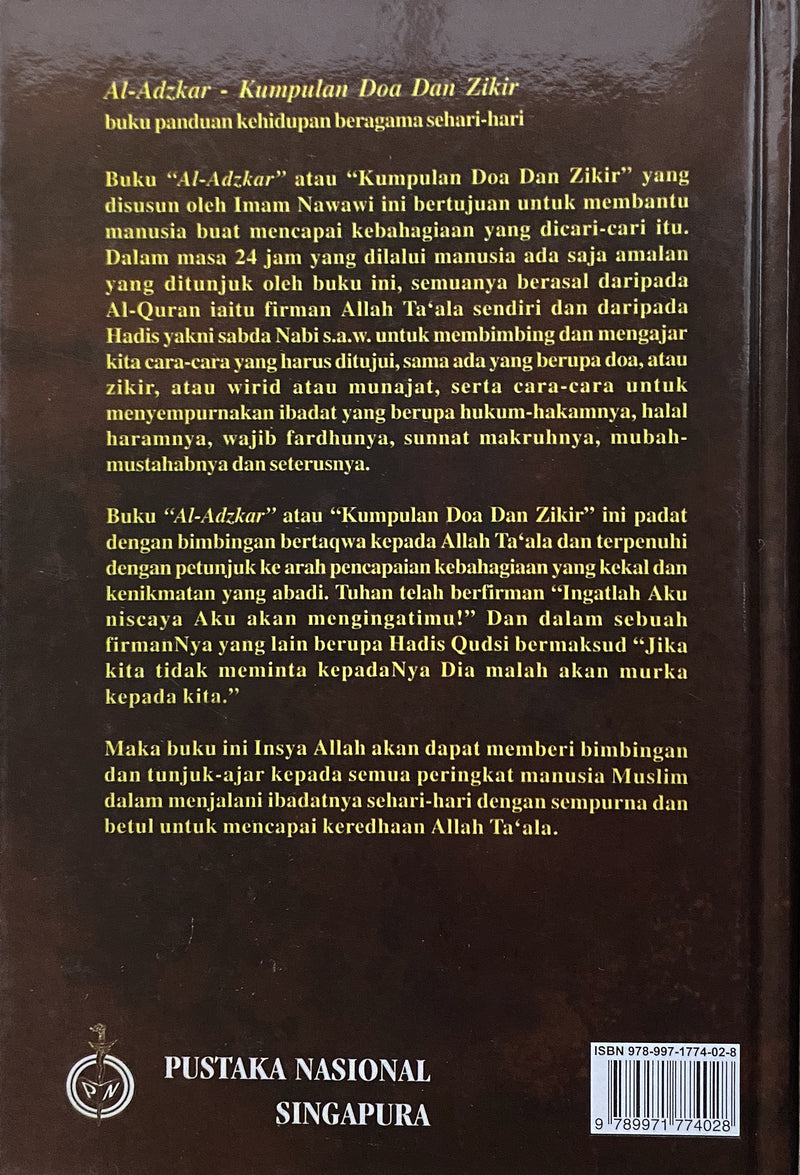 Al-Adzkar - Kumpulan Doa Dan Zikir
buku panduan kehidupan beragama sehari-hari
Buku “Al-Adzkar” atau “Kumpulan Doa Dan Zikir” yang
disusun oleh Imam Nawawi ini bertujuan untuk membantu
manusia buat mencapai kebahagiaan yang dicari-cari itu.
Dalam masa 24 jam yang dilalui manusia ada saja amalan
yang ditunjuk oleh buku ini, semuanya berasal daripada
Al-Quran iaitu firman Allah Ta‘ala sendiri dan daripada
Hadis yakni sabda Nabi s.a.w. untuk membimbing dan mengajar
kita cara-cara yang harus ditujui, sama ada yang berupa doa, atau
zikir, atau wirid atau munajat, serta cara-cara untuk
menyempurnakan ibadat yang berupa hukum-hakamnya, halal
haramnya, wajib fardhunya, sunnat makruhnya, mubah-
mustahabnya dan seterusnya.
Buku “Al-Adzkar” atau “Kumpulan Doa Dan Zikir” ini padat
dengan bimbingan bertaqwa kepada Allah Ta‘ala dan terpenuhi
dengan petunjuk ke arah pencapaian kebahagiaan yang kekal dan
kenikmatan yang abadi. Tuhan telah berfirman “Ingatlah Aku
niscaya Aku akan mengingatimu!” Dan dalam sebuah
firmanNya yang lain berupa Hadis Qudsi bermaksud “Jika
kita tidak meminta kepadaNya Dia malah akan murka
kepada kita.”
Maka buku ini Insya Allah akan dapat memberi bimbingan
dan tunjuk-ajar kepada semua peringkat manusia Muslim
dalam menjalani ibadatnya sehari-hari dengan sempurna dan
betul untuk mencapai keredhaan Allah Ta‘ala.
P N
PUSTAKA NASIONAL
SINGAPURA
ISBN 978-997-1774-02-8
9 789971 774028